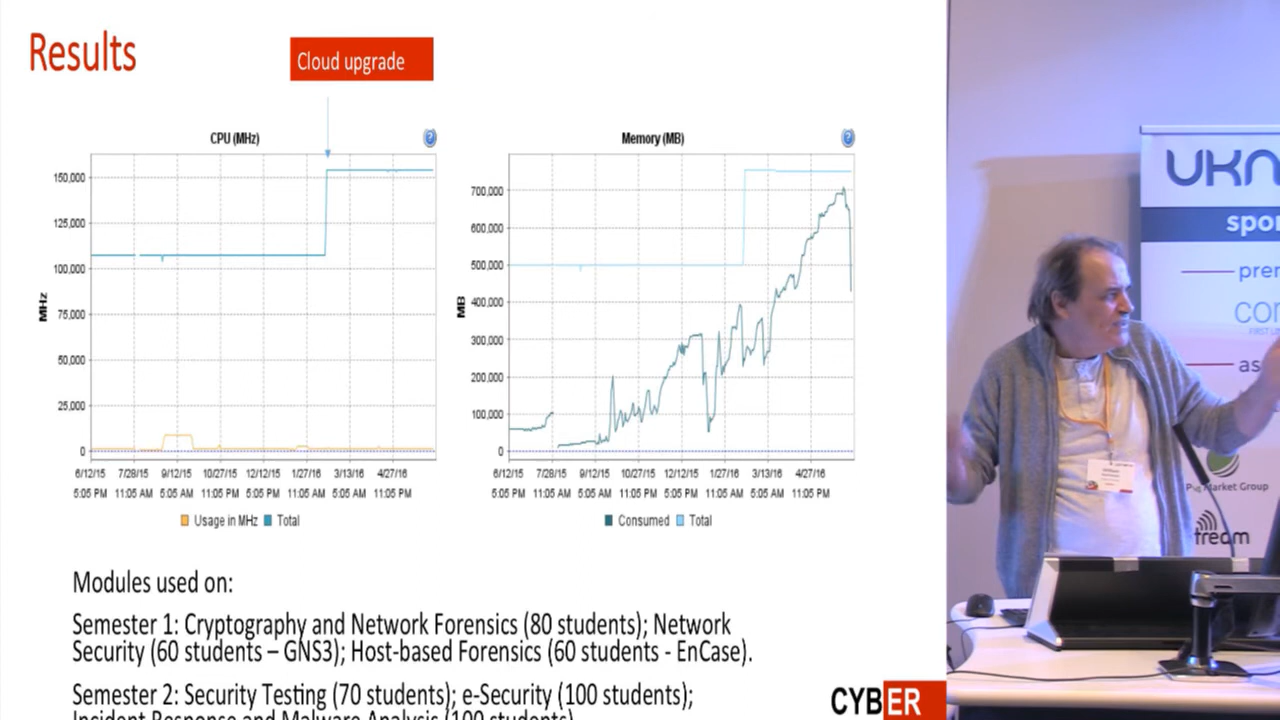 Results
Cloud upgrade
CPU (MHz)
150,000
125,000
100,000
75,000
50,000
25,000
0
MHz
6/12/15 7/28/15 9/12/15 10/27/15 12/12/15 1/27/16 3/13/16 4/27/16
5:05 PM 11:05 AM 5:05 AM 11:05 PM 5:05 PM 11:05 AM 5:05 AM 11:05 PM
Usage in MHz Total
Memory (MB)
700,000
600,000
500,000
400,000
300,000
200,000
100,000
0
MB
6/12/15 7/28/15 9/12/15 10/27/15 12/12/15 1/27/16 3/13/16 4/27/16
5:05 PM 11:05 AM 5:05 AM 11:05 PM 5:05 PM 11:05 AM 5:05 AM 11:05 PM
Consumed Total
Modules used on:
Semester 1: Cryptography and Network Forensics (80 students); Network
Security (60 students – GNS3); Host-based Forensics (60 students - EnCase).
Semester 2: Security Testing (70 students); e-Security (100 students);
Incident Response and Malware Analysis (100 students)
CYBER
UKN
spor
pre
as
Market Group